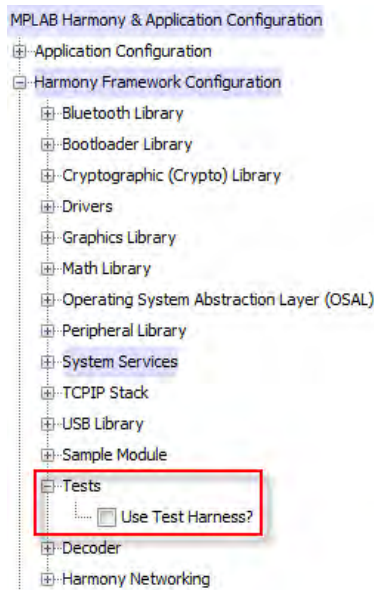 MPLAB Harmony & Application Configuration
Application Configuration
Harmony Framework Configuration
Bluetooth Library
Bootloader Library
Cryptographic (Crypto) Library
Drivers
Graphics Library
Math Library
Operating System Abstraction Layer (OSAL)
Peripheral Library
System Services
TCPIP Stack
USB Library
Sample Module
Tests
Use Test Harness?
Decoder
Harmony Networking